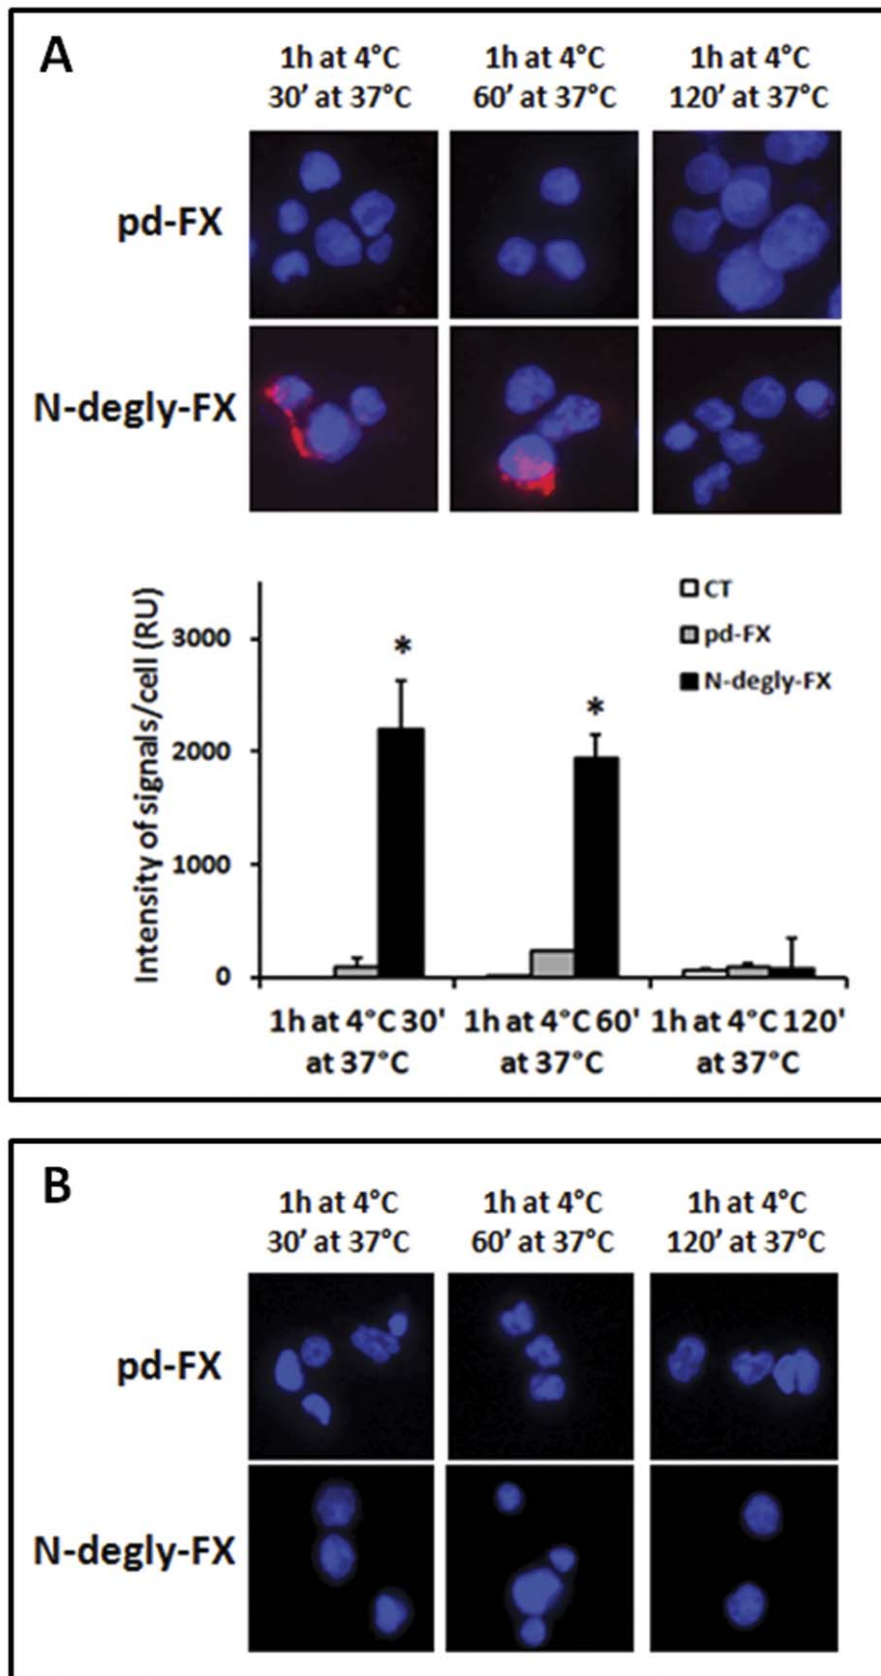 A
1h at 4°C 1h at 4°C 1h at 4°C
30’ at 37°C 60’ at 37°C 120’ at 37°C
pd-FX
N-degly-FX
Intensity of signals/cell (RU)
3000
2000
1000
0
* *
CT
pd-FX
N-degly-FX
1h at 4°C 30' 1h at 4°C 60' 1h at 4°C 120'
at 37°C at 37°C at 37°C
B
1h at 4°C 1h at 4°C 1h at 4°C
30’ at 37°C 60’ at 37°C 120’ at 37°C
pd-FX
N-degly-FX